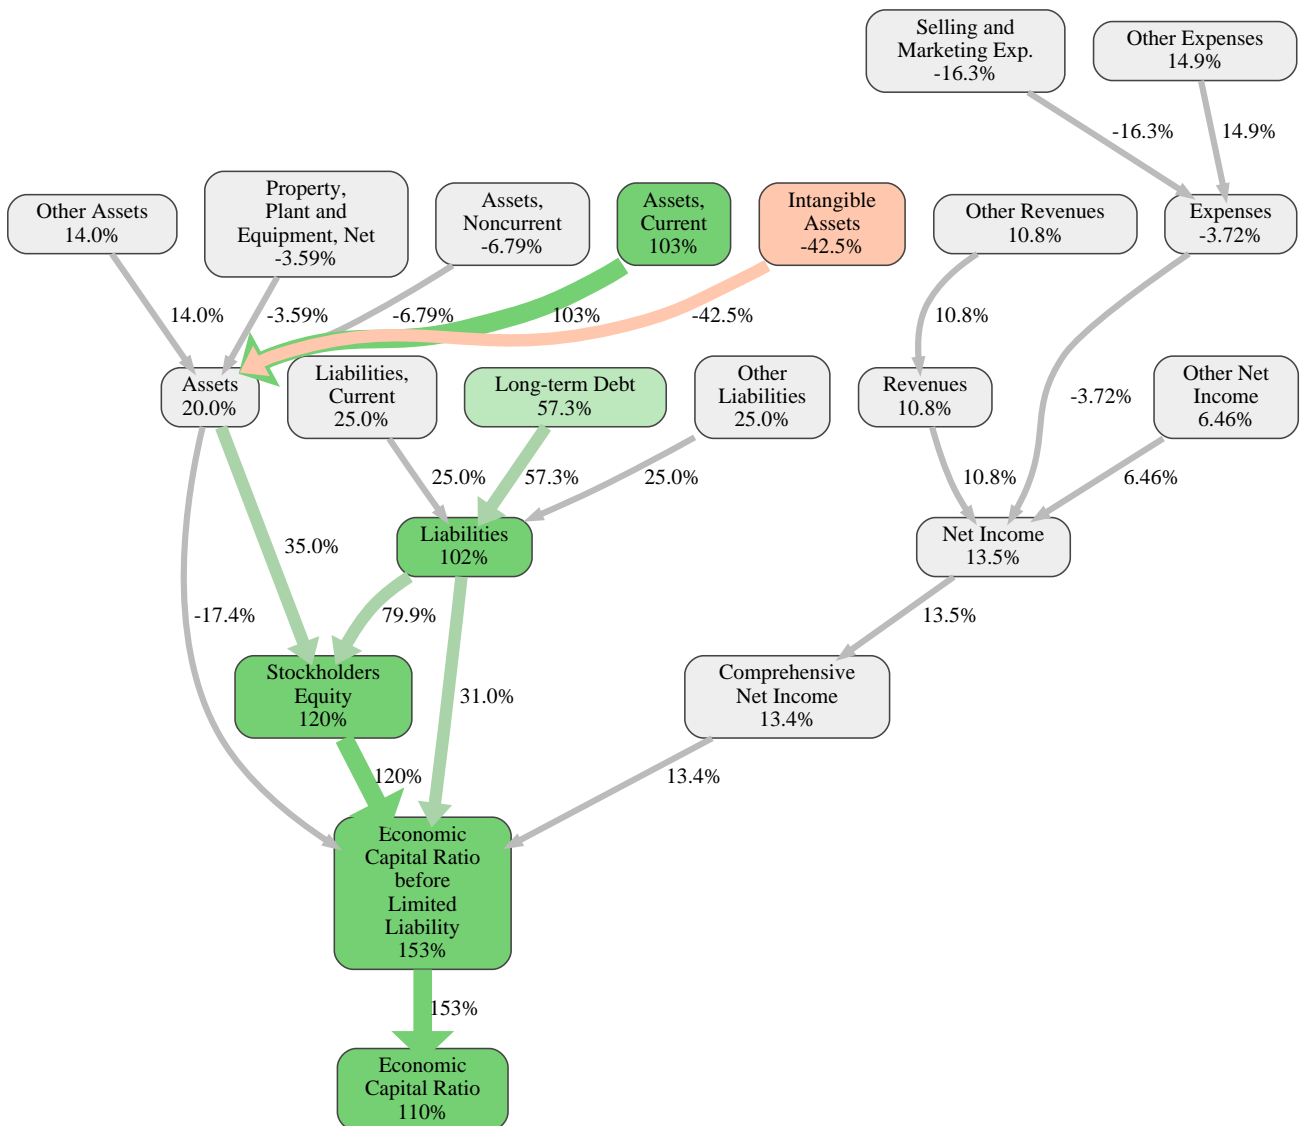 Selling and
Marketing Exp.
-16.3%
Other Expenses
14.9%
-16.3%
14.9%
Other Assets
14.0%
Property,
Plant and
Equipment, Net
-3.59%
Assets,
Noncurrent
-6.79%
Assets,
Current
103%
Intangible
Assets
-42.5%
Other Revenues
10.8%
Expenses
-3.72%
14.0%
-3.59%
-6.79%
103%
-42.5%
10.8%
Assets
20.0%
Liabilities,
Current
25.0%
Long-term Debt
57.3%
Other
Liabilities
25.0%
Revenues
10.8%
-3.72%
Other Net
Income
6.46%
25.0%
57.3%
25.0%
10.8%
6.46%
Liabilities
102%
Net Income
13.5%
35.0%
-17.4%
79.9%
13.5%
Stockholders
Equity
120%
31.0%
Comprehensive
Net Income
13.4%
120%
13.4%
Economic
Capital Ratio
before
Limited
Liability
153%
153%
Economic
Capital Ratio
110%